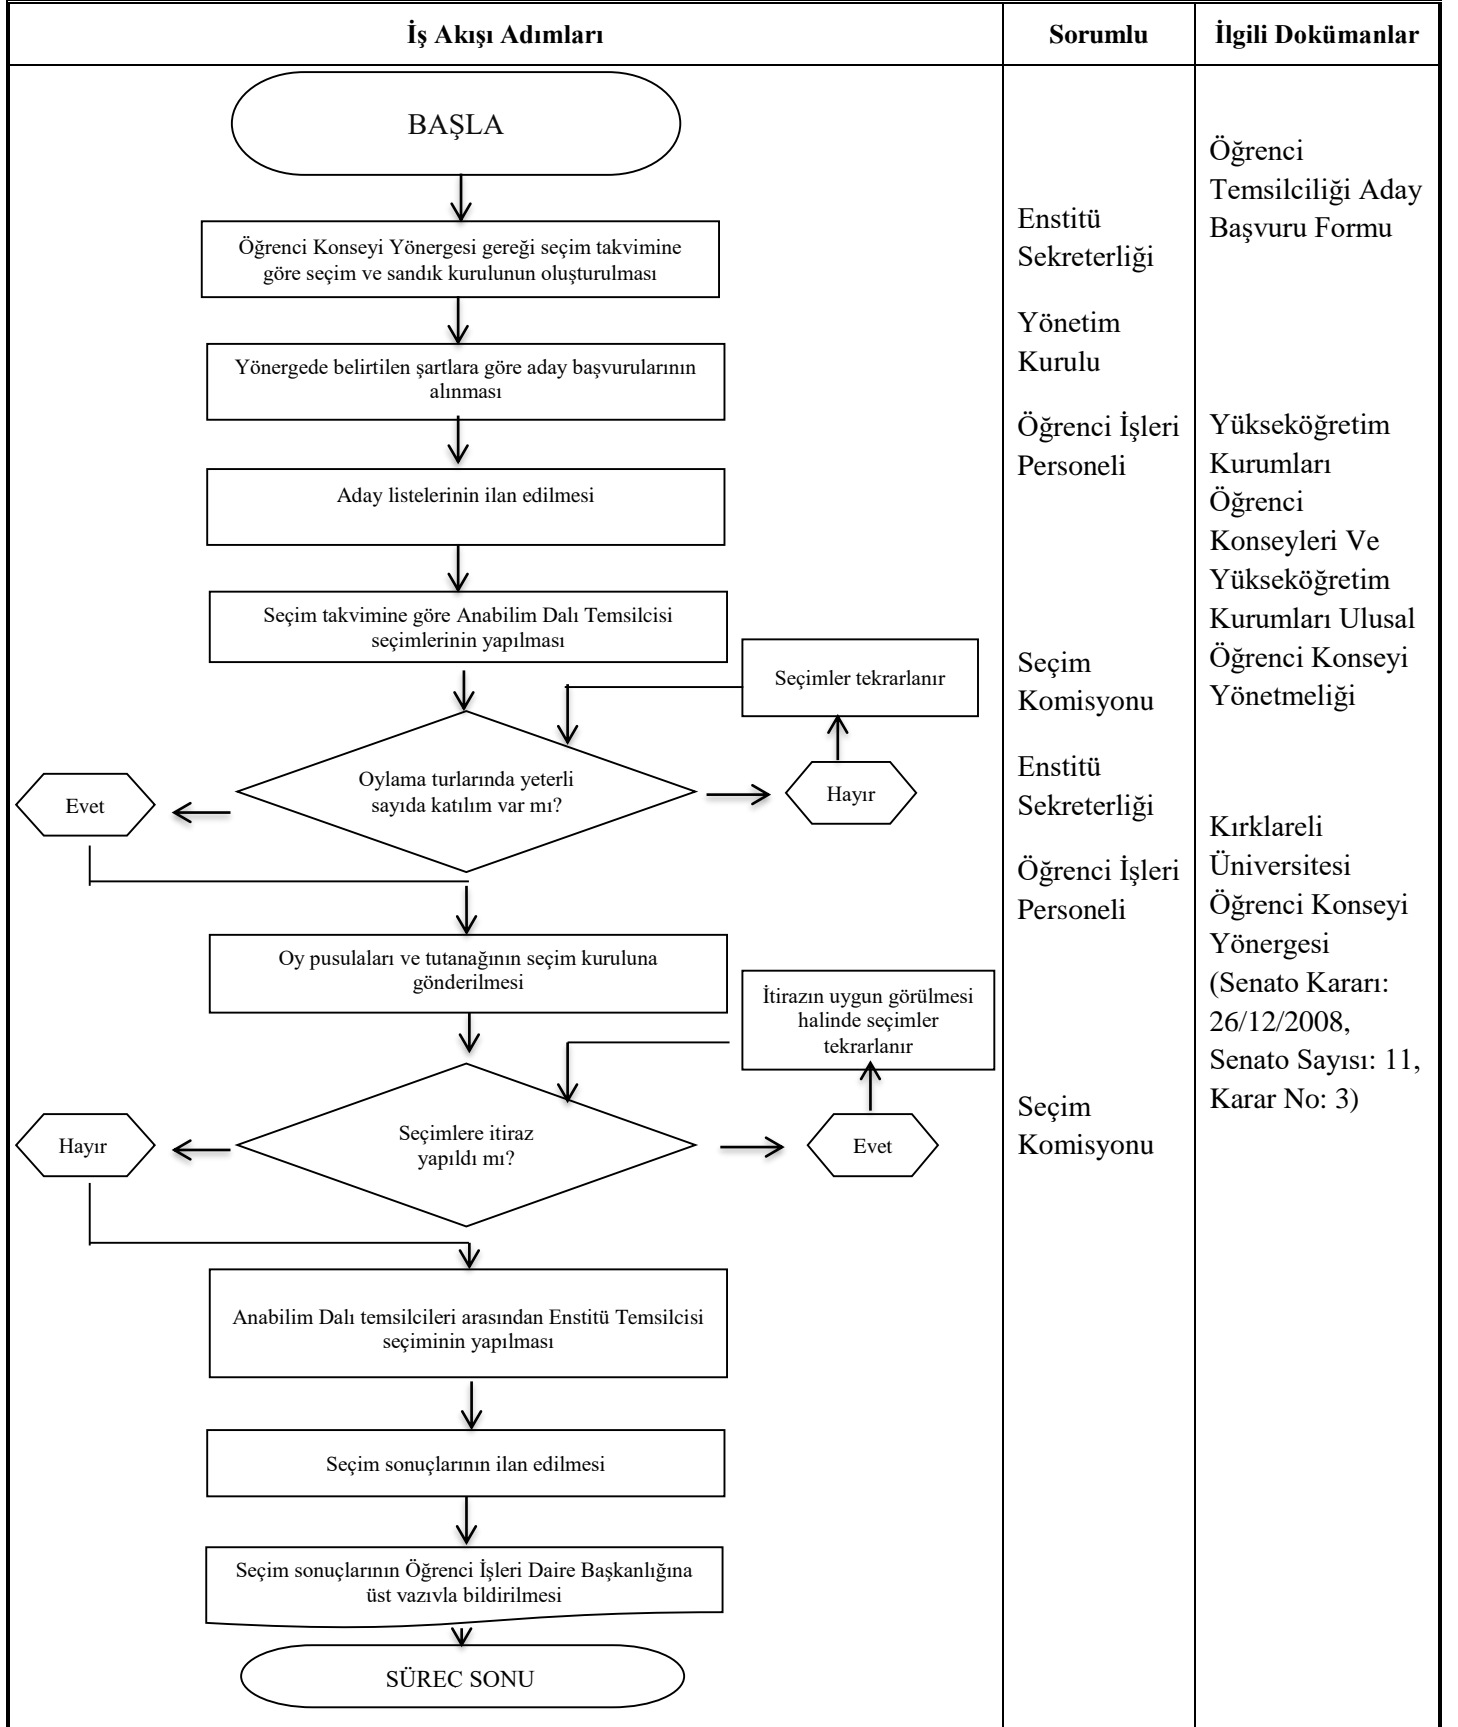 İş Akışı Adımları
Sorumlu
İlgili Dokümanlar
BAŞLA
Öğrenci Konseyi Yönergesi gereği seçim takvimine
göre seçim ve sandık kurulunun oluşturulması
Yönergede belirtilen şartlara göre aday başvurularının
alınması
Aday listelerinin ilan edilmesi
Seçim takvimine göre Anabilim Dalı Temsilcisi
seçimlerinin yapılması
Seçimler tekrarlanır
Oylama turlarında yeterli
sayıda katılım var mı?
Evet
Hayır
Oy pusulaları ve tutanağının seçim kuruluna
gönderilmesi
İtirazın uygun görülmesi
halinde seçimler
tekrarlanır
Seçimlere itiraz
yapıldı mı?
Hayır
Evet
Anabilim Dalı temsilcileri arasından Enstitü Temsilcisi
seçiminin yapılması
Seçim sonuçlarının ilan edilmesi
Seçim sonuçlarının Öğrenci İşleri Daire Başkanlığına
üst vazıvla bildirilmesi
SÜREC SONU
Enstitü
Sekreterliği
Yönetim
Kurulu
Öğrenci İşleri
Personeli
Seçim
Komisyonu
Enstitü
Sekreterliği
Öğrenci İşleri
Personeli
Seçim
Komisyonu
Öğrenci
Temsilciliği Aday
Başvuru Formu
Yükseköğretim
Kurumları
Öğrenci
Konseyleri Ve
Yükseköğretim
Kurumları Ulusal
Öğrenci Konseyi
Yönetmeliği
Kırklareli
Üniversitesi
Öğrenci Konseyi
Yönergesi
(Senato Kararı:
26/12/2008,
Senato Sayısı: 11,
Karar No: 3)